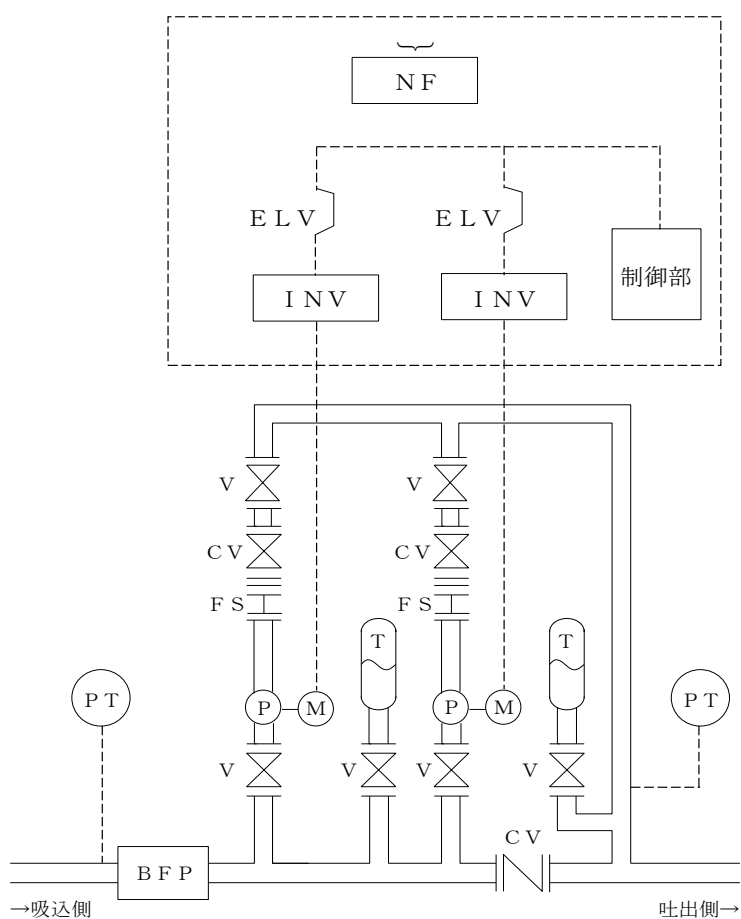 NF
ELV
ELV
INV
INV
制御部
V
V
CV
CV
FS
FS
T
T
PT
P
M
P
M
PT
V
V
V
V
CV
BFP
→吸込側
吐出側→